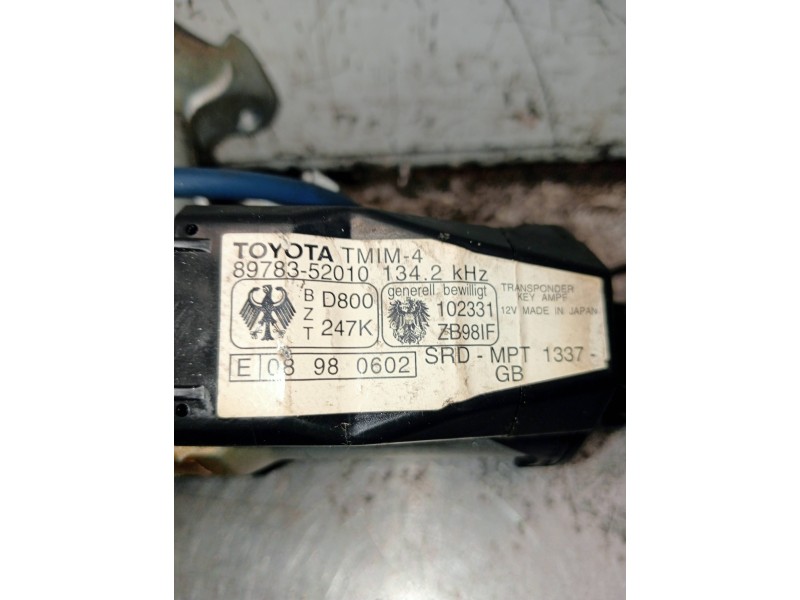 TOYOTA TMIM-4
89783-52010 134.2 kHz
B
Z
T
D800
247K
generell bewilligt
102331
ZB98IF
TRANSPONDER
KEY AMPF
12V MADE IN JAPAN
E 08 98 0602
SRD - MPT 1337 -
GB